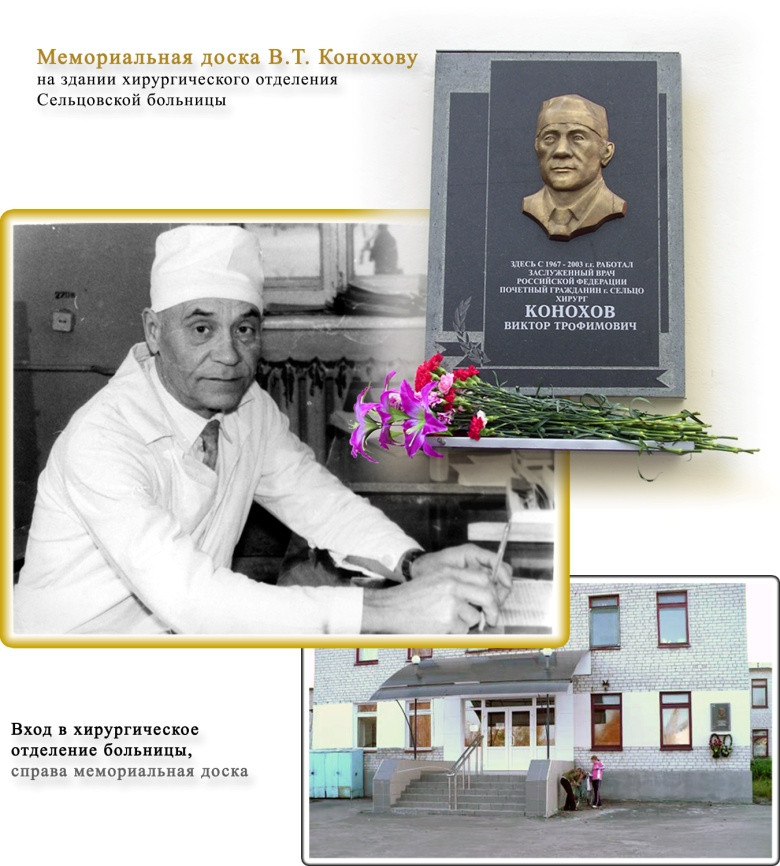 Мемориальная доска В.Т. Конохову
на здании хирургического отделения
Сельцовской больницы
ЗДЕСЬ С 1967 - 2003 г.г. РАБОТАЛ
ЗАСЛУЖЕННЫЙ ВРАЧ
РОССИЙСКОЙ ФЕДЕРАЦИИ
ПОЧЕТНЫЙ ГРАЖДАНИН г. СЕЛЬЦО
ХИРУРГ
КОНОХОВ
ВИКТОР ТРОФИМОВИЧ
Вход в хирургическое
отделение больницы,
справа мемориальная доска